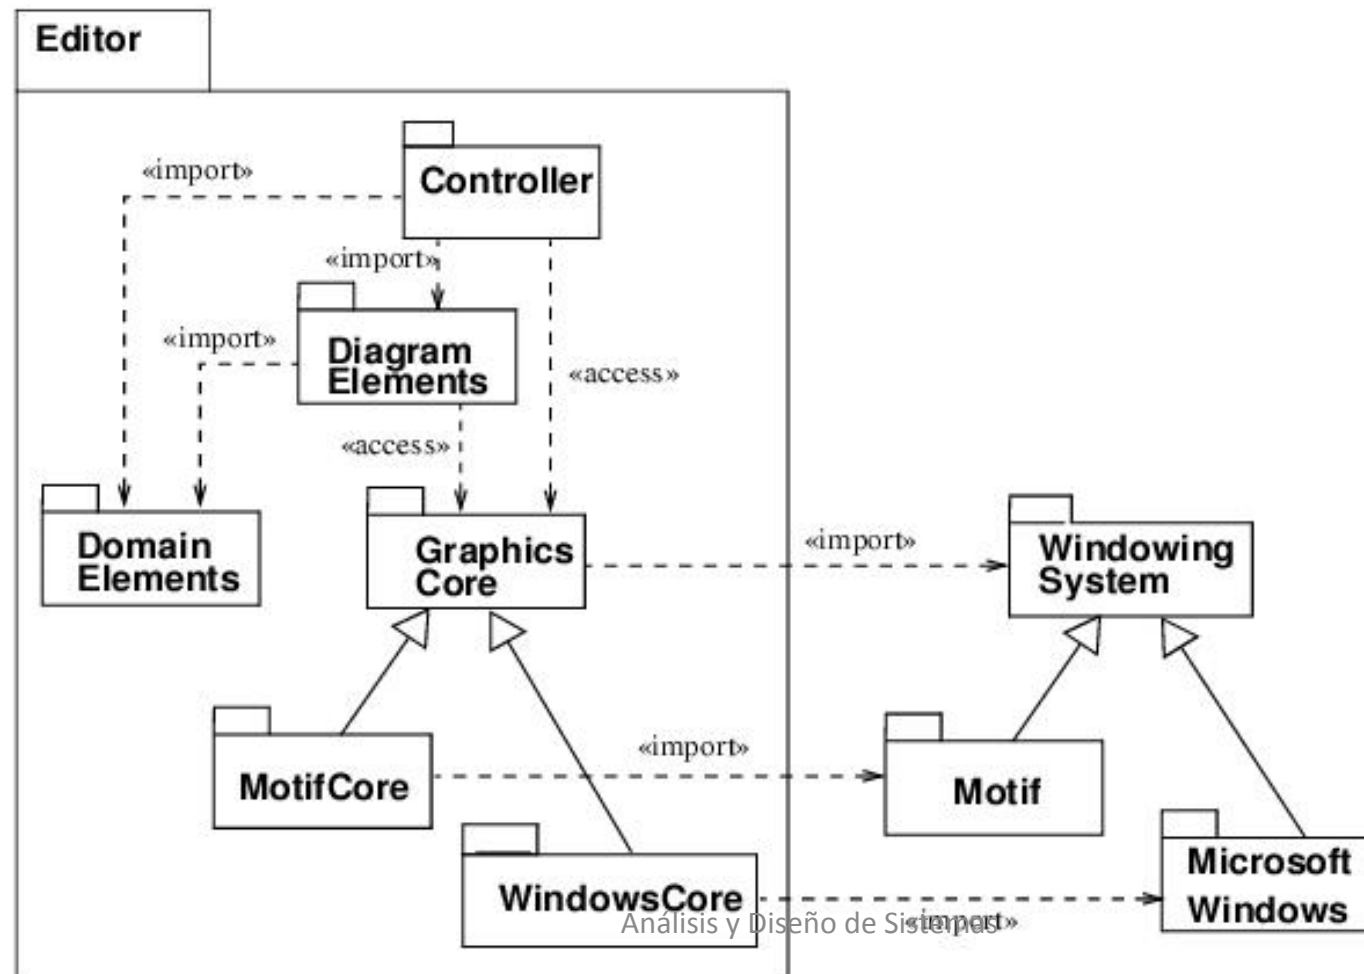 Editor
«import»
Controller
«import»
«import»
Diagram
Elements
«access»
«access»
Domain
Elements
Graphics
Core
«import»
Windowing
System
«import»
MotifCore
Motif
Microsoft
Windows
WindowsCore
«import»
Análisis y Diseño de Sistemas